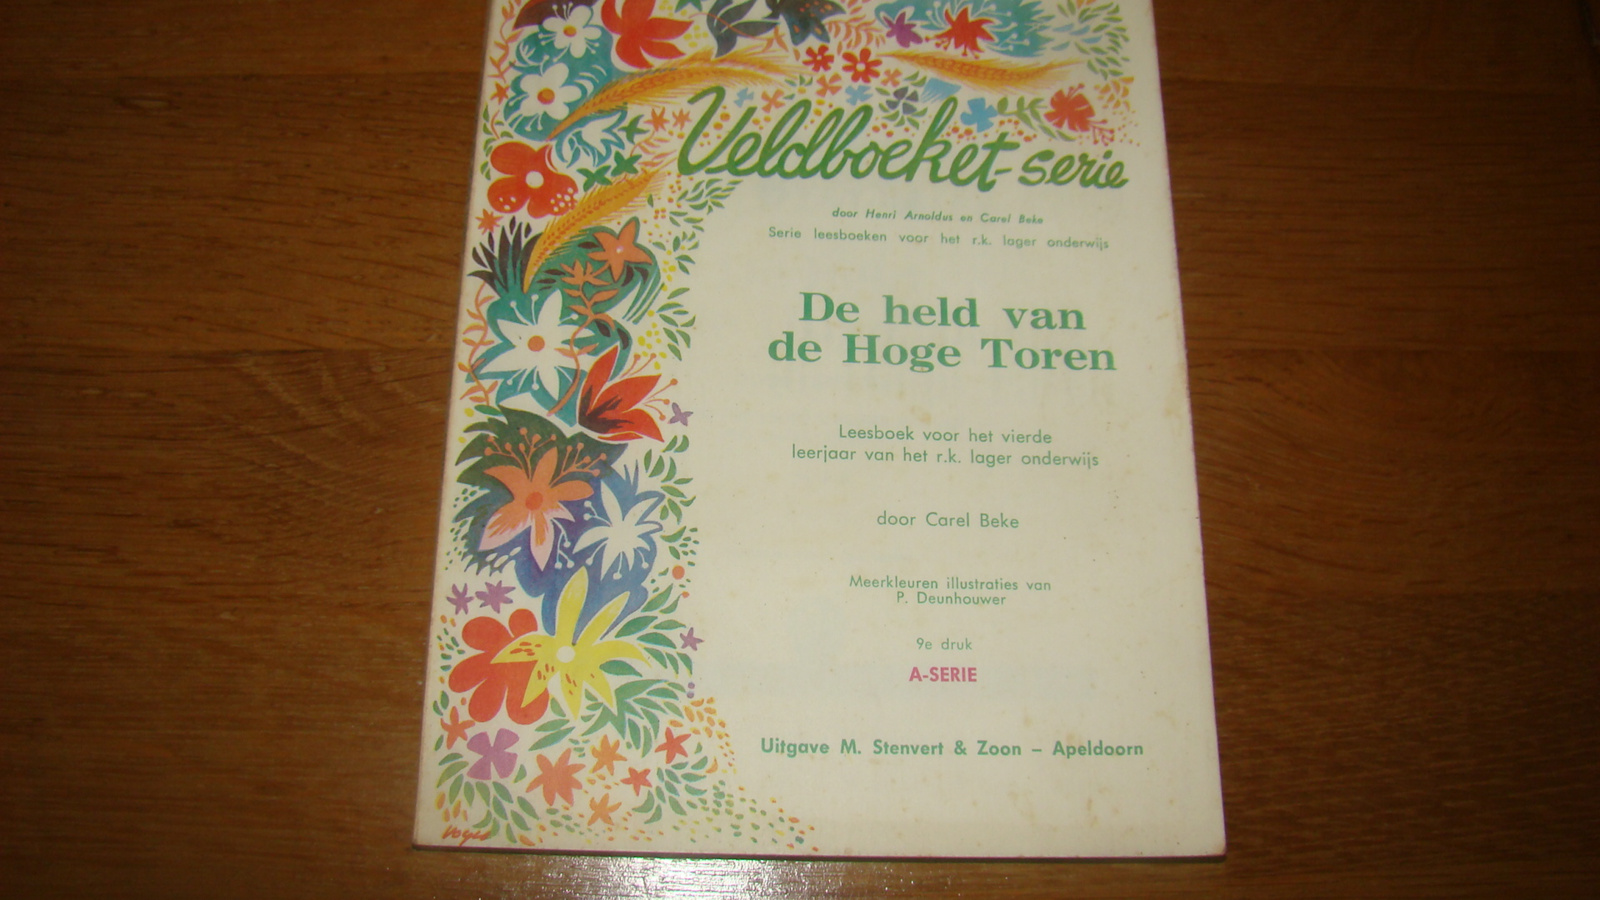 Veldboeket-serie
door Henri Arnoldus en Carel Beke
Serie leesboeken voor het r.k. lager onderwijs
De held van
de Hoge Toren
Leesboek voor het vierde
leerjaar van het r.k. lager onderwijs
door Carel Beke
Meerkleuren illustraties van
P. Deunhouwer
9e druk
A-SERIE
Uitgave M. Stenvert & Zoon – Apeldoorn